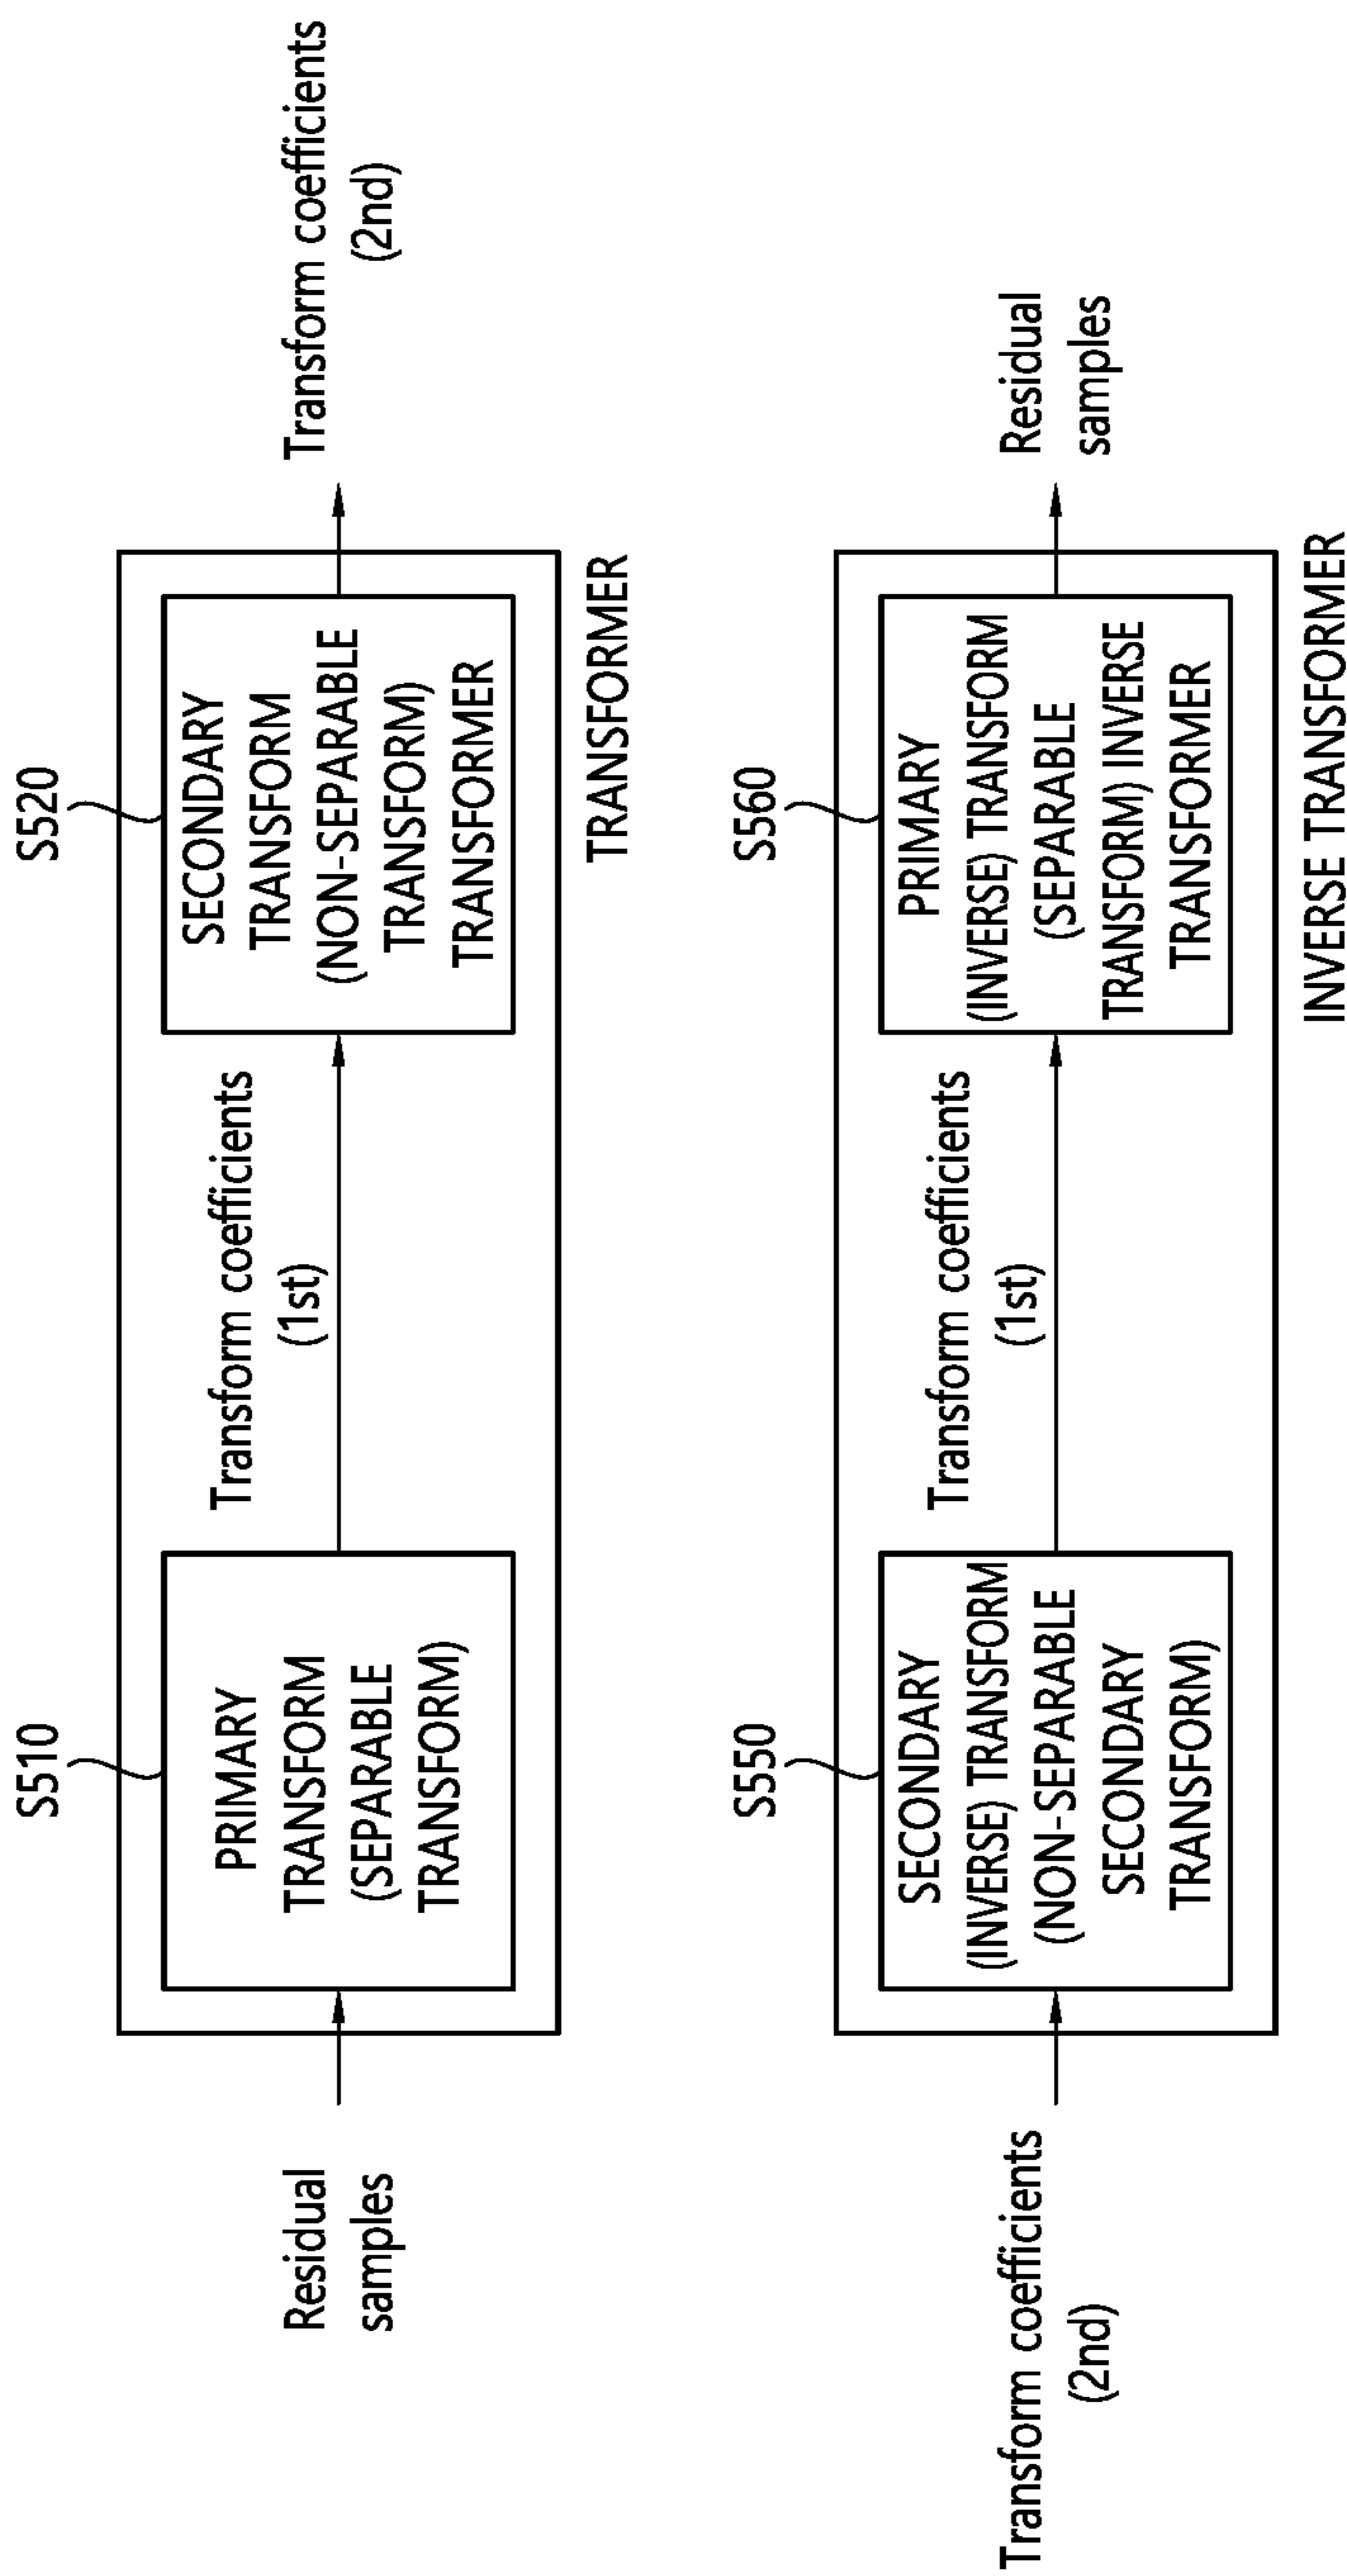 S510
S520
Residual
samples
PRIMARY
TRANSFORM
(SEPARABLE
TRANSFORM)
Transform coefficients
(1st)
SECONDARY
TRANSFORM
(NON-SEPARABLE
TRANSFORM)
TRANSFORMER
Transform coefficients
(2nd)
TRANSFORMER
S550
S560
Transform coefficients
(2nd)
SECONDARY
(INVERSE) TRANSFORM
(NON-SEPARABLE
SECONDARY
TRANSFORM)
Transform coefficients
(1st)
PRIMARY
(INVERSE) TRANSFORM
(SEPARABLE
TRANSFORM) INVERSE
TRANSFORMER
Residual
samples
INVERSE TRANSFORMER